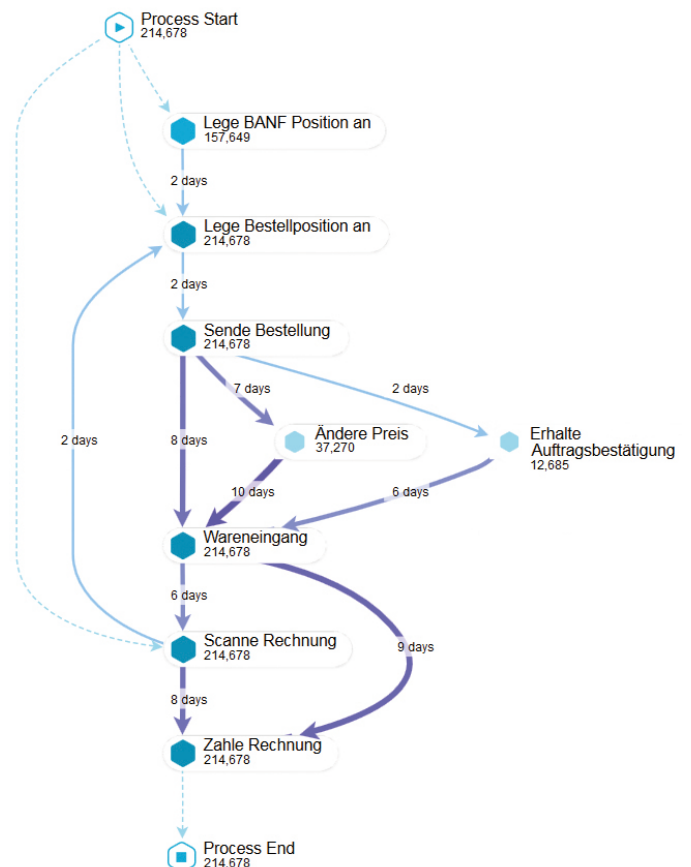 Process Start
214,678
Lege BANF Position an
157,649
2 days
Lege Bestellposition an
214,678
2 days
Sende Bestellung
214,678
7 days
2 days
8 days
2 days
Ändere Preis
37,270
Erhalte
Auftragsbestätigung
12,685
10 days
6 days
Wareneingang
214,678
6 days
Scanne Rechnung
214,678
9 days
8 days
Zahle Rechnung
214,678
Process End
214,678